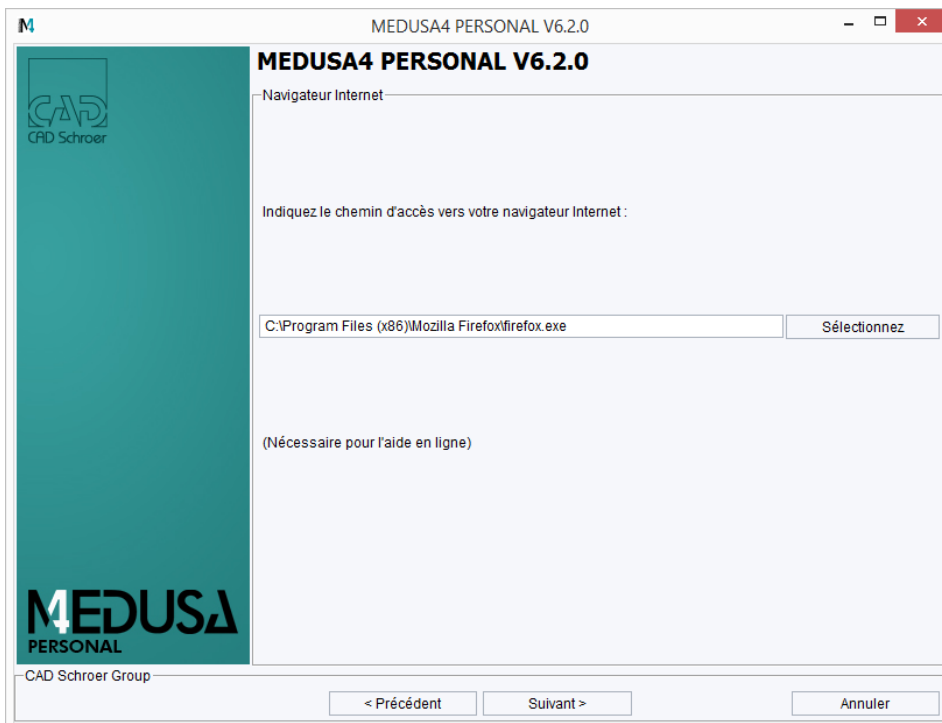 MEDUSA4 PERSONAL V6.2.0
MEDUSA4 PERSONAL V6.2.0
CAD
CAD Schroer
Navigateur Internet
Indiquez le chemin d'accès vers votre navigateur Internet :
C:\Program Files (x86)\Mozilla Firefox\firefox.exe
Sélectionnez
(Nécessaire pour l'aide en ligne)
M4EDUSA
PERSONAL
CAD Schroer Group
< Précédent
Suivant >
Annuler